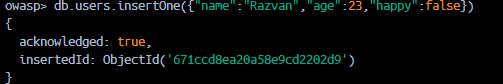 owasp> db.users.insertOne({"name":"Razvan","age":23,"happy":false})
{
  acknowledged: true,
  insertedId: ObjectId('671ccd8ea20a58e9cd2202d9')
}